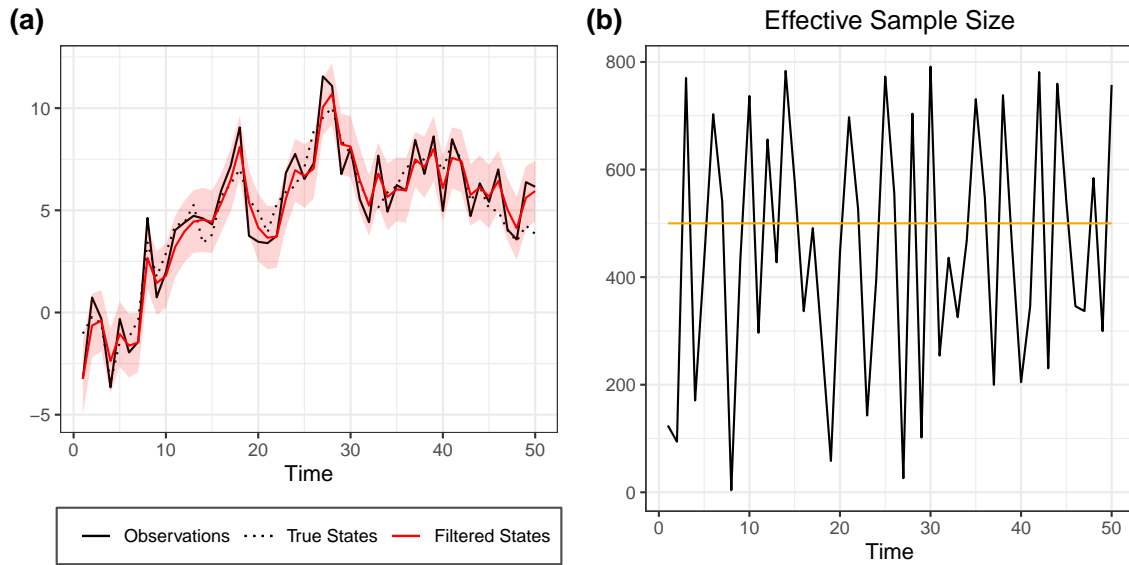 (a)
10
5
0
−5
0
10
20
30
40
50
Time
Observations
True States
Filtered States
(b)
Effective Sample Size
800
600
400
200
0
0
10
20
30
40
50
Time